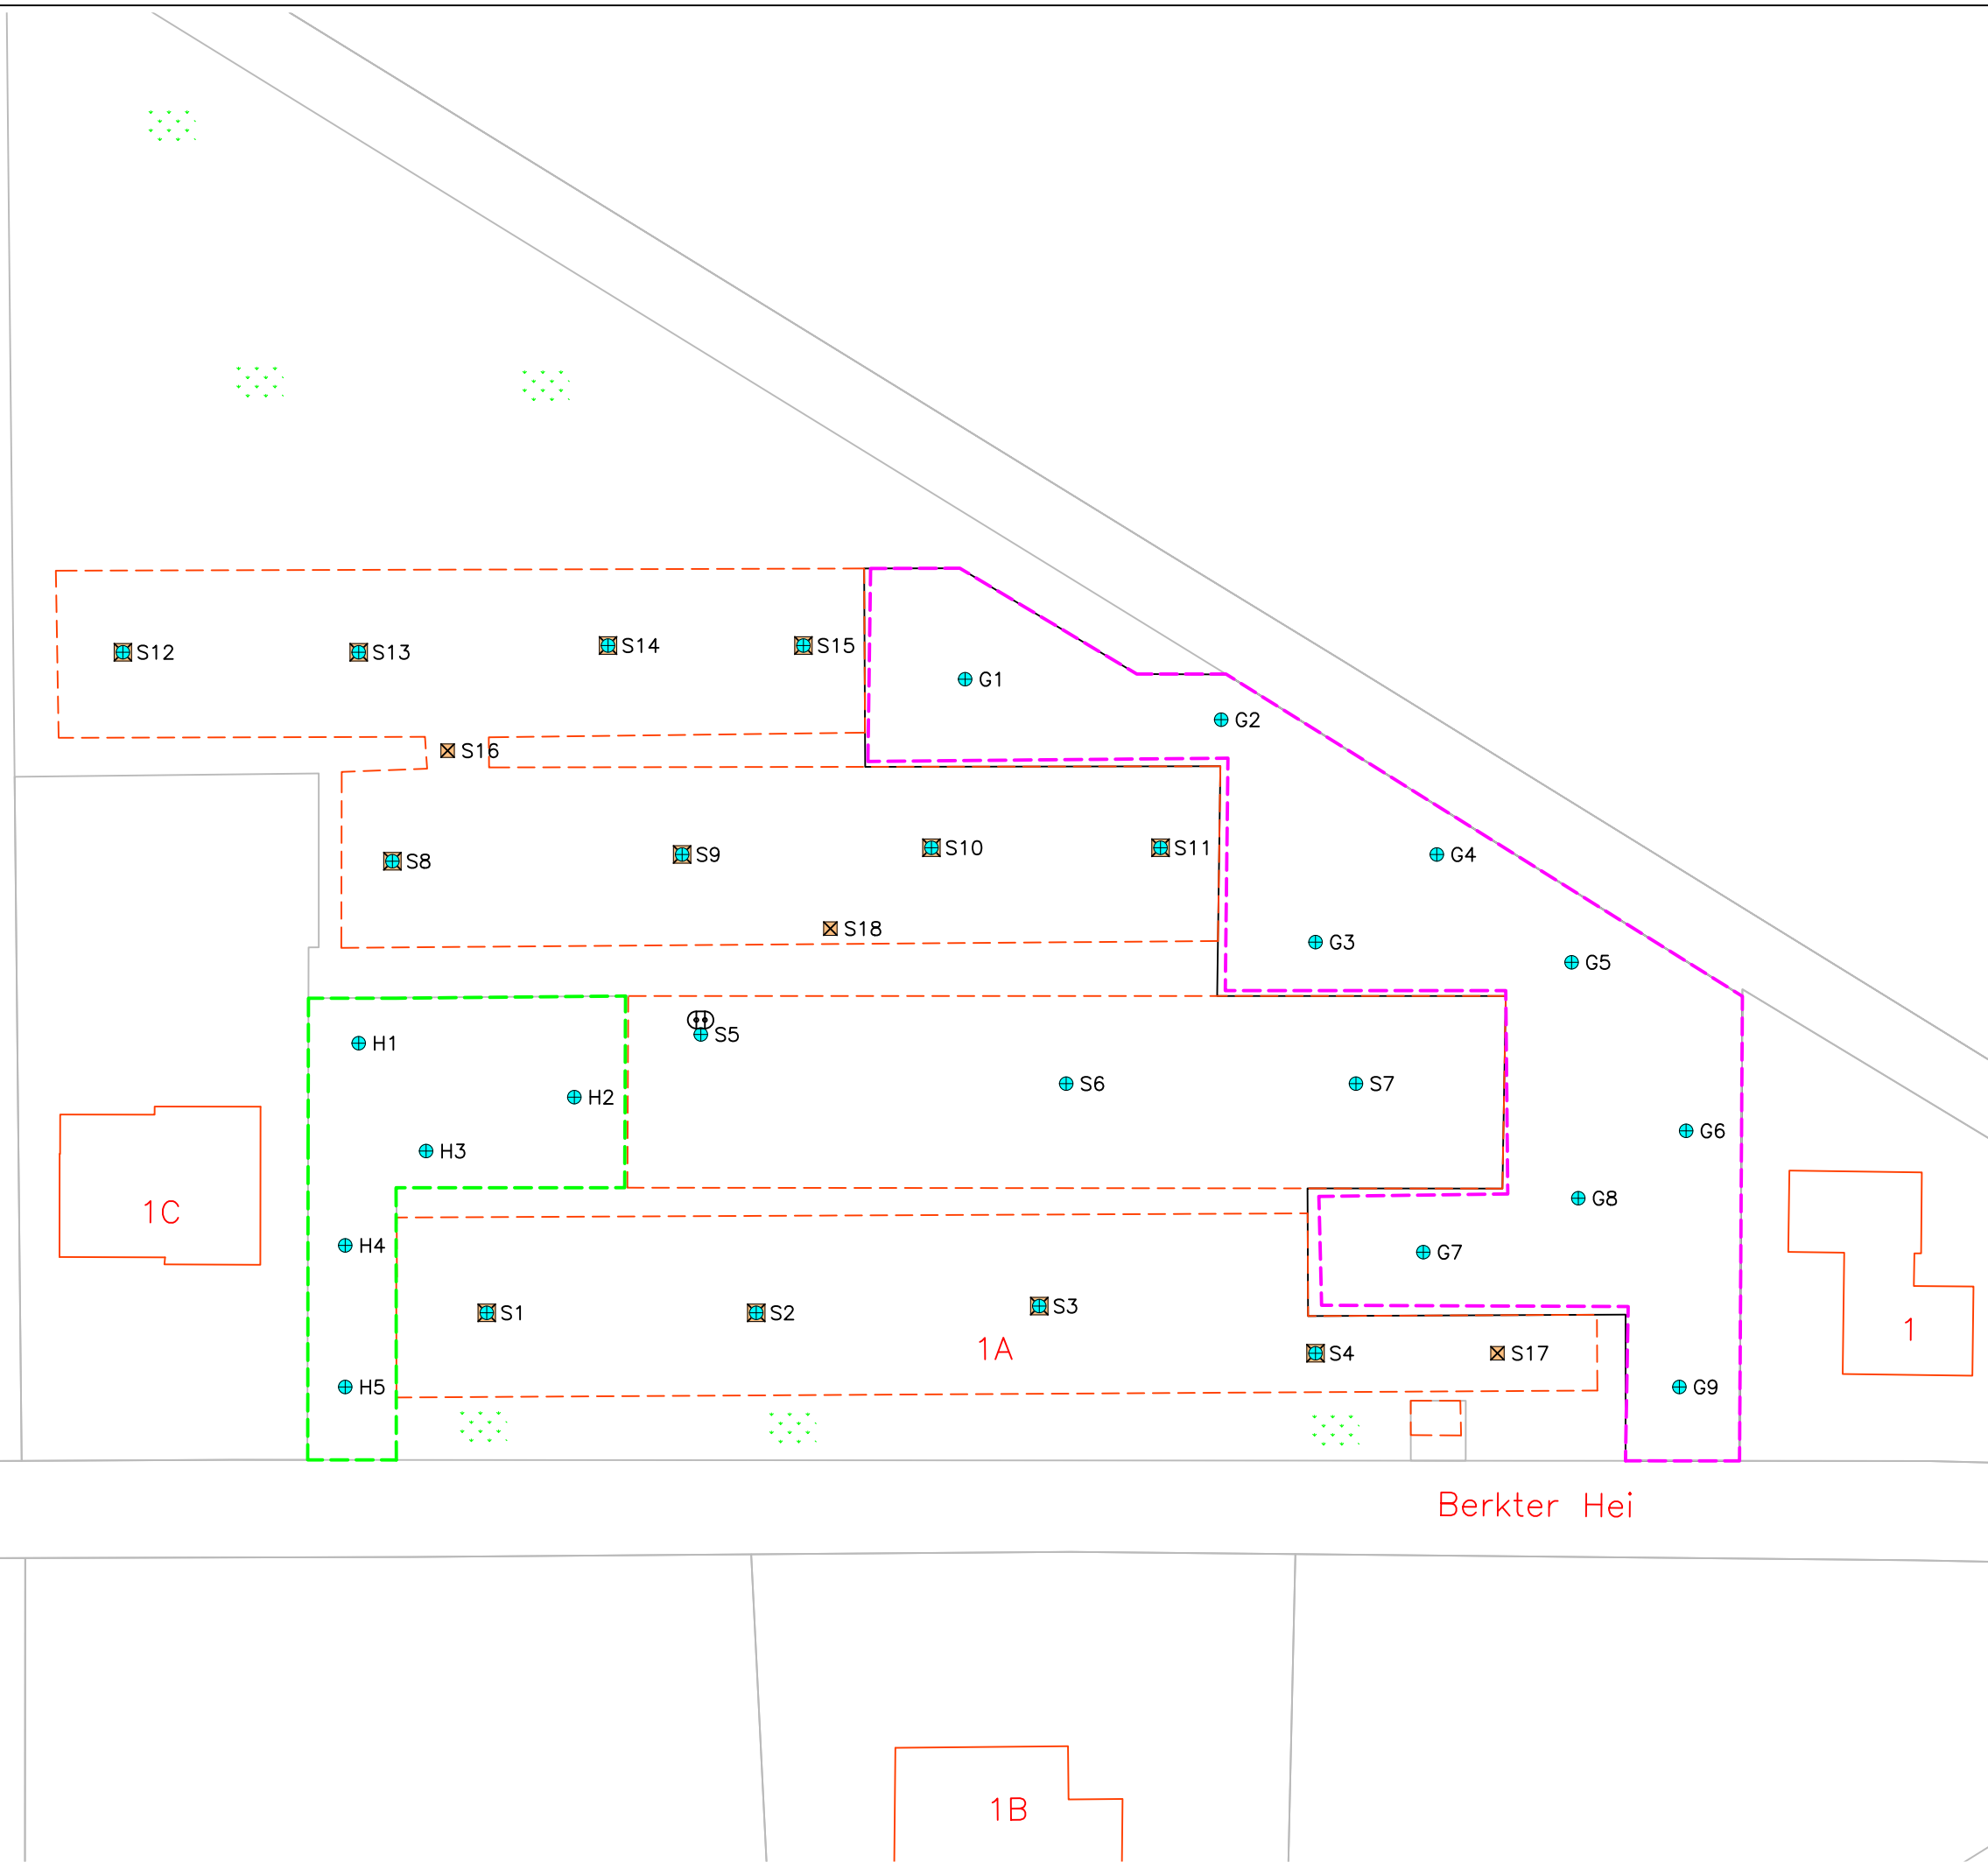 S12
S13
S14
S15
G1
G2
S16
S8
S9
S10
S11
G4
S18
G3
G5
H1
S5
H2
S6
S7
H3
G6
1C
G8
H4
G7
S1
S2
S3
1
1A
S4
S17
H5
G9
Berkter Hei
1B